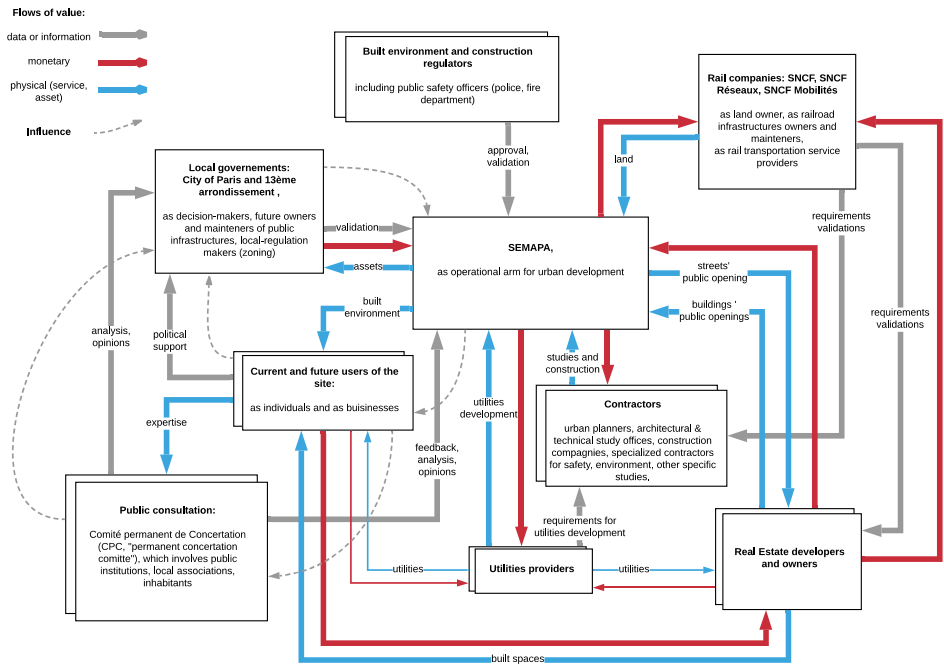 Flows of value:
data or information
monetary
physical (service,
asset)
Influence
Built environment and construction
regulators
including public safety officers (police, fire
department)
Rail companies: SNCF, SNCF
Réseaux, SNCF Mobilités
as land owner, as railroad
infrastructures owners and
mainteners,
as rail transportation service
providers
approval,
validation
land
Local governements:
City of Paris and 13ème
arrondissement ,
as decision-makers, future owners
and mainteners of public
infrastructures, local-regulation
makers (zoning)
validation
assets
SEMAPA,
as operational arm for urban development
requirements
validations
streets'
public opening
buildings '
public openings
requirements
validations
built
environment
analysis,
opinions
political
support
Current and future users of the
site:
as individuals and as buisinesses
studies and
construction
utilities
development
Contractors
urban planners, architectural &
technical study offices, construction
compagnies, specialized contractors
for safety, environment, other specific
studies,
expertise
feedback,
analysis,
opinions
Public consultation:
Comité permanent de Concertation
(CPC, "permanent concertation
comitte"), which involves public
institutions, local associations,
inhabitants
requirements for
utilities development
utilities
Utilities providers
utilities
Real Estate developers
and owners
built spaces